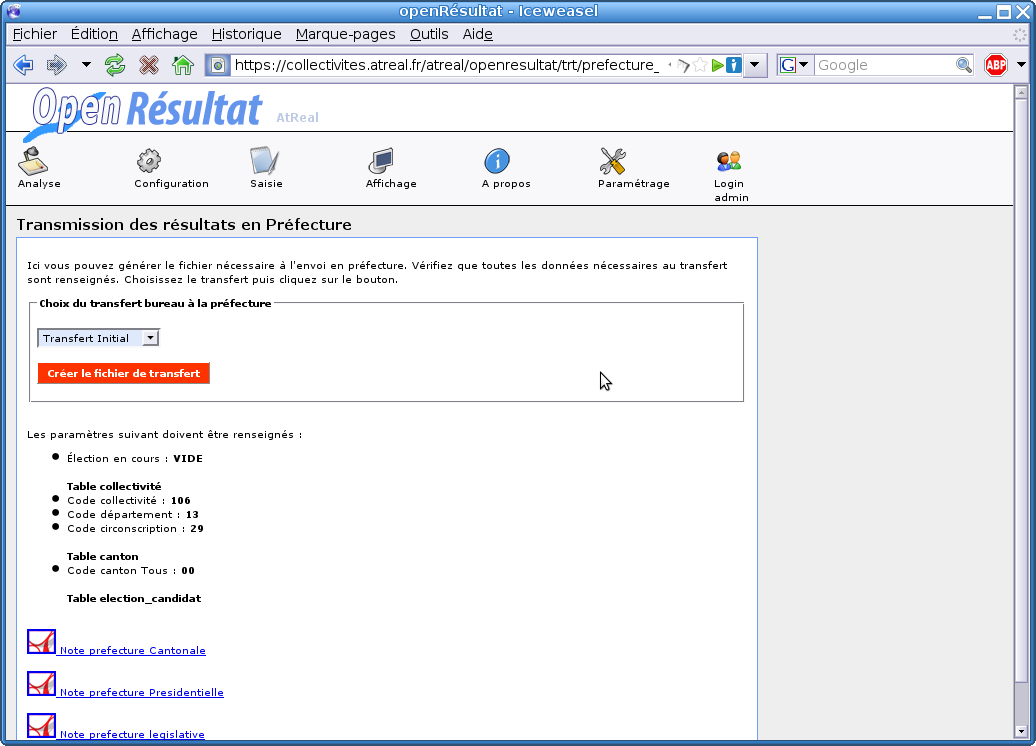 openRésultat - Iceweasel
Fichier Édition Affichage Historique Marque-pages Outils Aide
https://collectivites.atreal.fr/atreal/openresultat/trt/prefecture_ G Google ABP
Open Résultat AtReal
Analyse Configuration Saisie Affichage A propos Paramétrage Login
admin
Transmission des résultats en Préfecture
Ici vous pouvez générer le fichier nécessaire à l'envoi en préfecture. Vérifiez que toutes les données nécessaires au transfert
sont renseignés. Choisissez le transfert puis cliquez sur le bouton.
Choix du transfert bureau à la préfecture
Transfert Initial
Créer le fichier de transfert
Les paramètres suivant doivent être renseignés :
Élection en cours : VIDE
Table collectivité
Code collectivité : 106
Code département : 13
Code circonscription : 29
Table canton
Code canton Tous : 00
Table election_candidat
Note prefecture Cantonale
Note prefecture Presidentielle
Note prefecture legislative